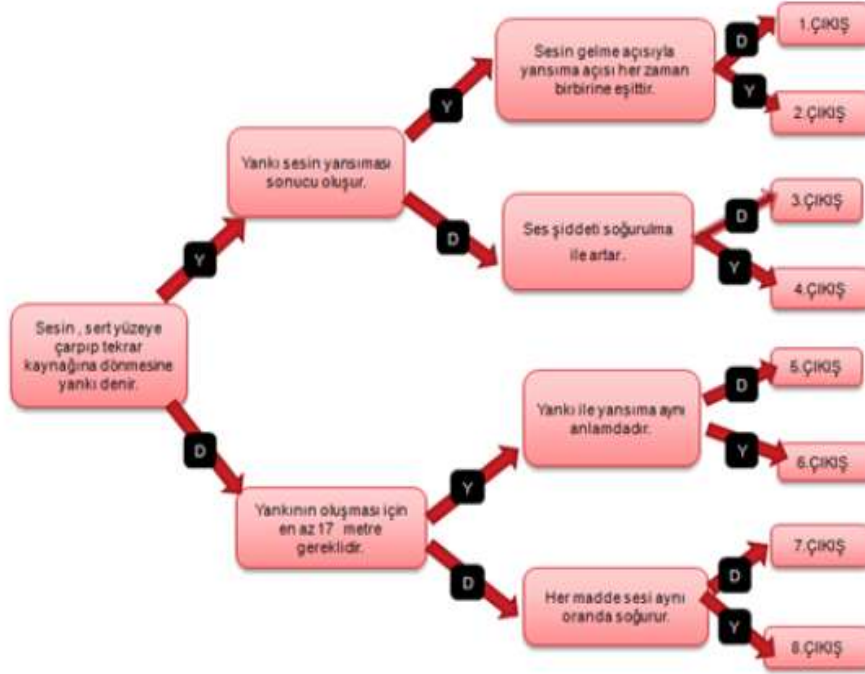 D
1.ÇIKIŞ
Sesin gelme açısıyla
yansıma açısı her zaman
birbirine eşittir.
Y
Y
2.ÇIKIŞ
Yankı sesin yansıması
sonucu oluşur.
3.ÇIKIŞ
D
D
Ses şiddeti soğurulma
ile artar.
Y
Y
4.ÇIKIŞ
Sesin , sert yüzeye
çarpıp tekrar
kaynağına dönmesine
yankı denir.
5.ÇIKIŞ
D
Yankı ile yansıma aynı
anlamdadır.
D
Y
Y
6.ÇIKIŞ
Yankının oluşması için
en az 17 metre
gereklidir.
7.ÇIKIŞ
D
D
Her madde sesi aynı
oranda soğurur.
Y
8.ÇIKIŞ